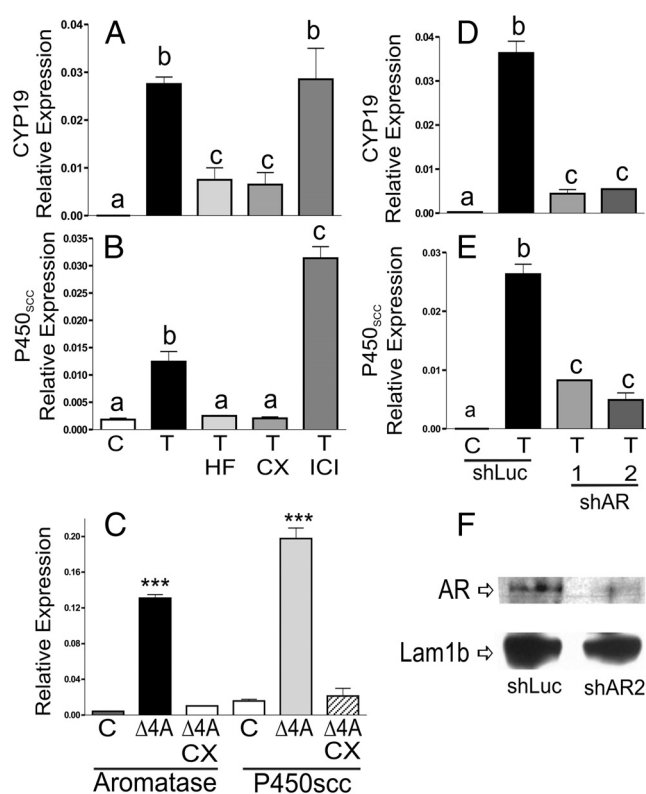 A
CYP19
Relative Expression
0.04
0.03
0.02
0.01
0.00
a
b
c
c
b
B
P450scc
Relative Expression
0.035
0.030
0.025
0.020
0.015
0.010
0.005
0.000
a
b
a
a
c
C T T T T
HF CX ICI
D
CYP19
Relative Expression
0.04
0.03
0.02
0.01
0.00
a
b
c
c
E
P450scc
Relative Expression
0.03
0.02
0.01
0.00
a
b
c
c
C T T T
shLuc 1 2
shAR
C
Relative Expression
0.20
0.16
0.12
0.08
0.04
0.00
***
***
C Δ4A Δ4A C Δ4A Δ4A
CX CX
Aromatase P450scc
F
AR ⇨
Lam1b ⇨
shLuc shAR2